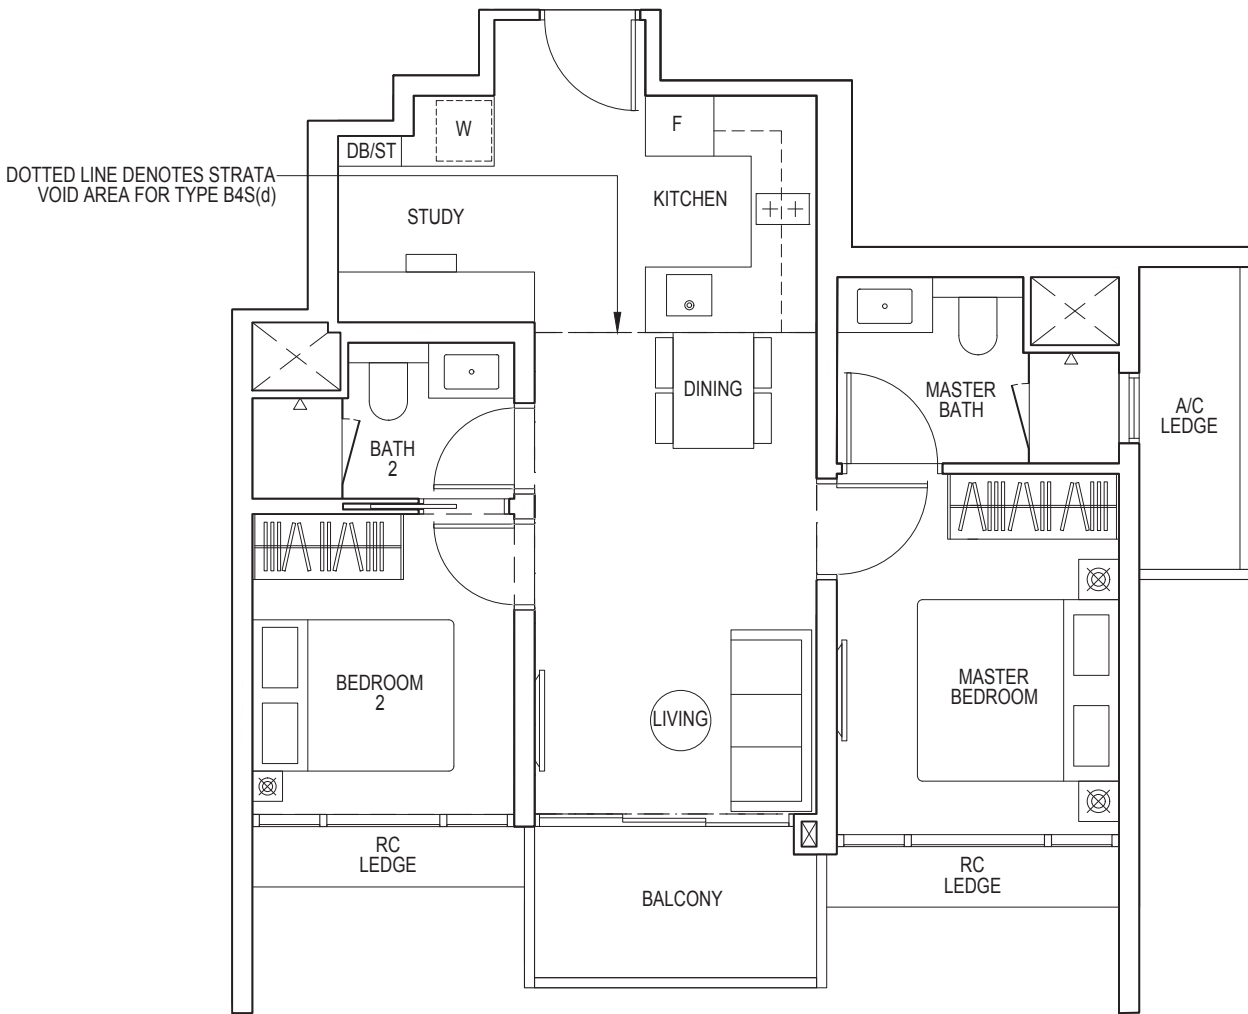 W
F
DB/ST
DOTTED LINE DENOTES STRATA
VOID AREA FOR TYPE B4S(d)
STUDY
KITCHEN
DINING
MASTER
BATH
A/C
LEDGE
BATH
2
BEDROOM
2
LIVING
MASTER
BEDROOM
RC
LEDGE
BALCONY
RC
LEDGE